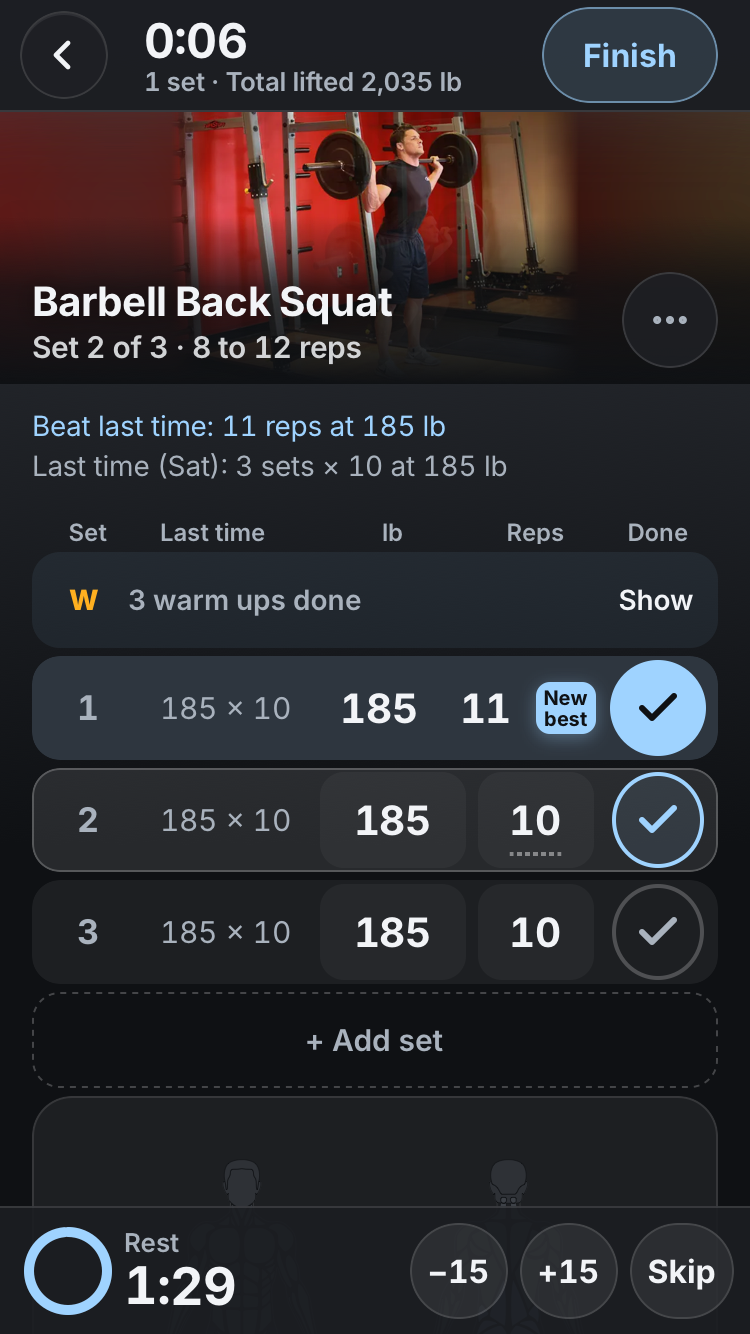 0:06
1 set · Total lifted 2,035 lb
Finish
Barbell Back Squat
Set 2 of 3 · 8 to 12 reps
Beat last time: 11 reps at 185 lb
Last time (Sat): 3 sets × 10 at 185 lb
Set Last time lb Reps Done
W 3 warm ups done Show
1 185 × 10 185 11 New best
2 185 × 10 185 10
3 185 × 10 185 10
+ Add set
Rest
1:29
−15 +15 Skip